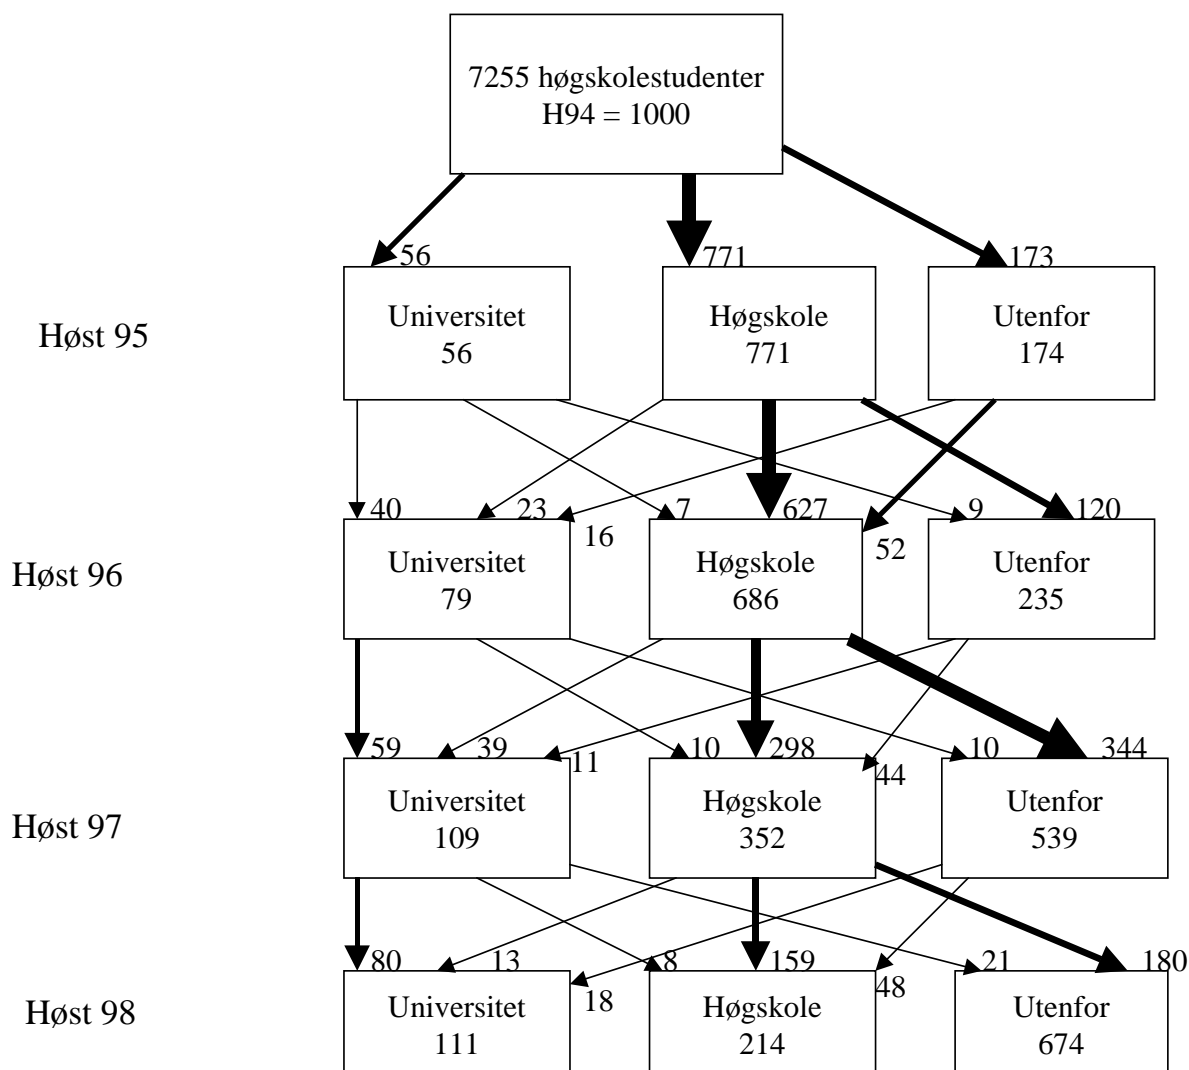 7255 høgskolestudenter
H94 = 1000
56
771
173
Høst 95
Universitet
56
Høgskole
771
Utenfor
174
40
23
16
7
627
52
9
120
Høst 96
Universitet
79
Høgskole
686
Utenfor
235
59
39
11
10
298
44
10
344
Høst 97
Universitet
109
Høgskole
352
Utenfor
539
80
13
18
8
159
48
21
180
Høst 98
Universitet
111
Høgskole
214
Utenfor
674